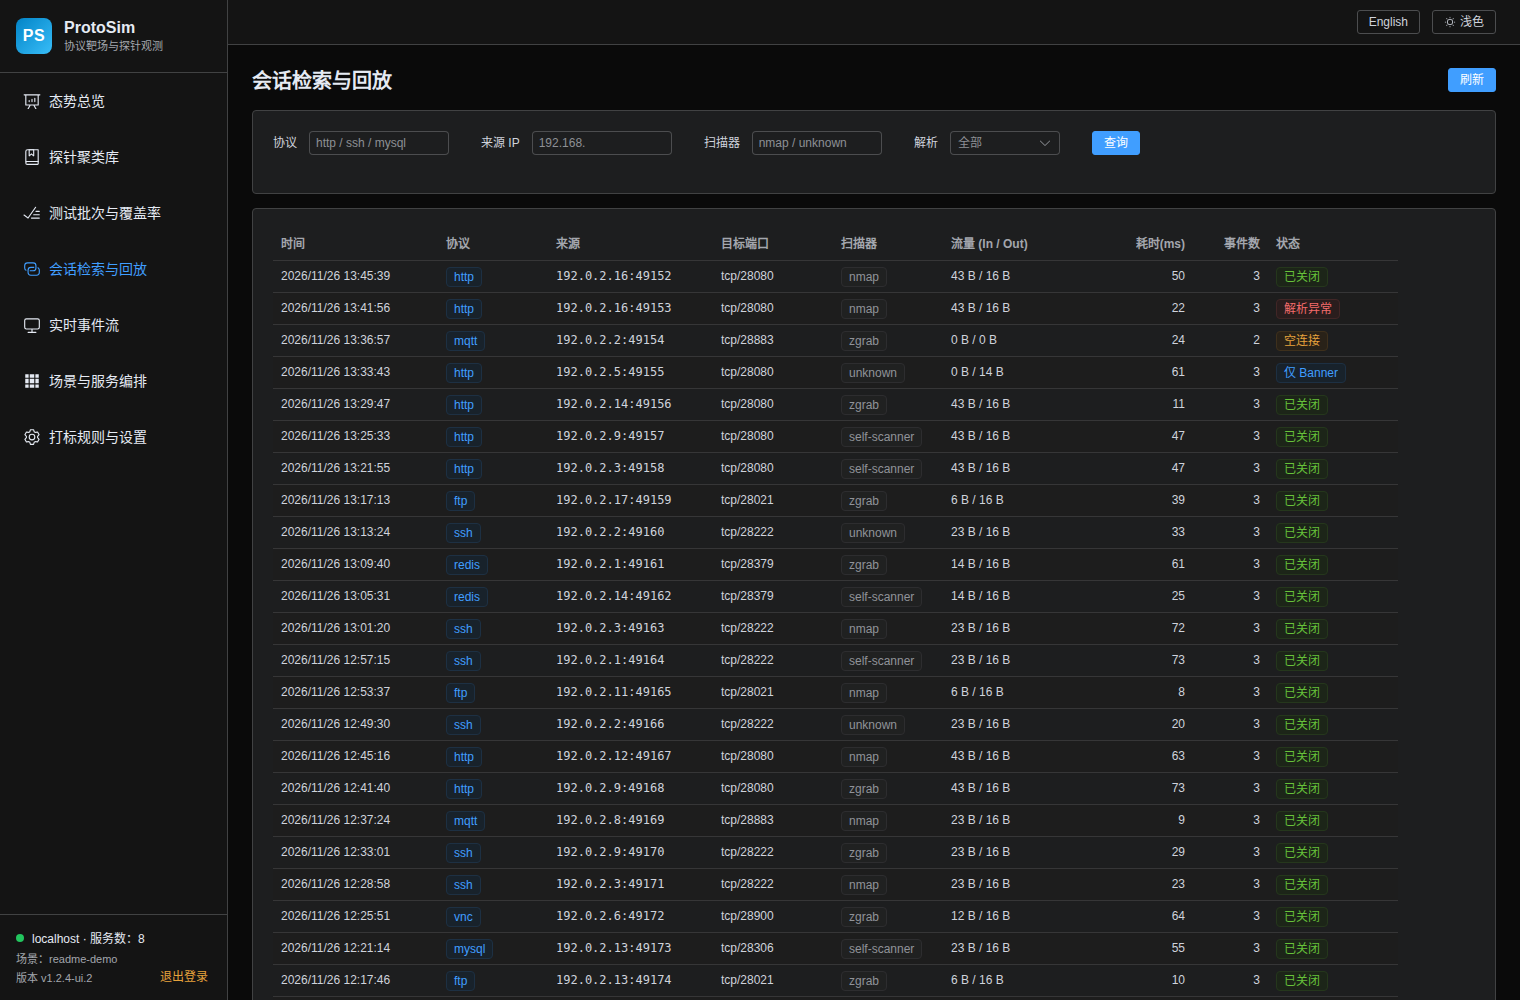 PS
ProtoSim
协议靶场与探针观测
English
浅色
态势总览
探针聚类库
测试批次与覆盖率
会话检索与回放
实时事件流
场景与服务编排
打标规则与设置
localhost · 服务数：8
场景：readme-demo
版本 v1.2.4-ui.2
退出登录
会话检索与回放
刷新
协议 http / ssh / mysql 来源 IP 192.168. 扫描器 nmap / unknown 解析 全部 查询
时间 协议 来源 目标端口 扫描器 流量 (In / Out) 耗时(ms) 事件数 状态
2026/11/26 13:45:39 http 192.0.2.16:49152 tcp/28080 nmap 43 B / 16 B 50 3 已关闭
2026/11/26 13:41:56 http 192.0.2.16:49153 tcp/28080 nmap 43 B / 16 B 22 3 解析异常
2026/11/26 13:36:57 mqtt 192.0.2.2:49154 tcp/28883 zgrab 0 B / 0 B 24 2 空连接
2026/11/26 13:33:43 http 192.0.2.5:49155 tcp/28080 unknown 0 B / 14 B 61 3 仅 Banner
2026/11/26 13:29:47 http 192.0.2.14:49156 tcp/28080 zgrab 43 B / 16 B 11 3 已关闭
2026/11/26 13:25:33 http 192.0.2.9:49157 tcp/28080 self-scanner 43 B / 16 B 47 3 已关闭
2026/11/26 13:21:55 http 192.0.2.3:49158 tcp/28080 self-scanner 43 B / 16 B 47 3 已关闭
2026/11/26 13:17:13 ftp 192.0.2.17:49159 tcp/28021 zgrab 6 B / 16 B 39 3 已关闭
2026/11/26 13:13:24 ssh 192.0.2.2:49160 tcp/28222 unknown 23 B / 16 B 33 3 已关闭
2026/11/26 13:09:40 redis 192.0.2.1:49161 tcp/28379 zgrab 14 B / 16 B 61 3 已关闭
2026/11/26 13:05:31 redis 192.0.2.14:49162 tcp/28379 self-scanner 14 B / 16 B 25 3 已关闭
2026/11/26 13:01:20 ssh 192.0.2.3:49163 tcp/28222 nmap 23 B / 16 B 72 3 已关闭
2026/11/26 12:57:15 ssh 192.0.2.1:49164 tcp/28222 self-scanner 23 B / 16 B 73 3 已关闭
2026/11/26 12:53:37 ftp 192.0.2.11:49165 tcp/28021 nmap 6 B / 16 B 8 3 已关闭
2026/11/26 12:49:30 ssh 192.0.2.2:49166 tcp/28222 unknown 23 B / 16 B 20 3 已关闭
2026/11/26 12:45:16 http 192.0.2.12:49167 tcp/28080 nmap 43 B / 16 B 63 3 已关闭
2026/11/26 12:41:40 http 192.0.2.9:49168 tcp/28080 zgrab 43 B / 16 B 73 3 已关闭
2026/11/26 12:37:24 mqtt 192.0.2.8:49169 tcp/28883 nmap 23 B / 16 B 9 3 已关闭
2026/11/26 12:33:01 ssh 192.0.2.9:49170 tcp/28222 zgrab 23 B / 16 B 29 3 已关闭
2026/11/26 12:28:58 ssh 192.0.2.3:49171 tcp/28222 nmap 23 B / 16 B 23 3 已关闭
2026/11/26 12:25:51 vnc 192.0.2.6:49172 tcp/28900 zgrab 12 B / 16 B 64 3 已关闭
2026/11/26 12:21:14 mysql 192.0.2.13:49173 tcp/28306 self-scanner 23 B / 16 B 55 3 已关闭
2026/11/26 12:17:46 ftp 192.0.2.13:49174 tcp/28021 zgrab 6 B / 16 B 10 3 已关闭